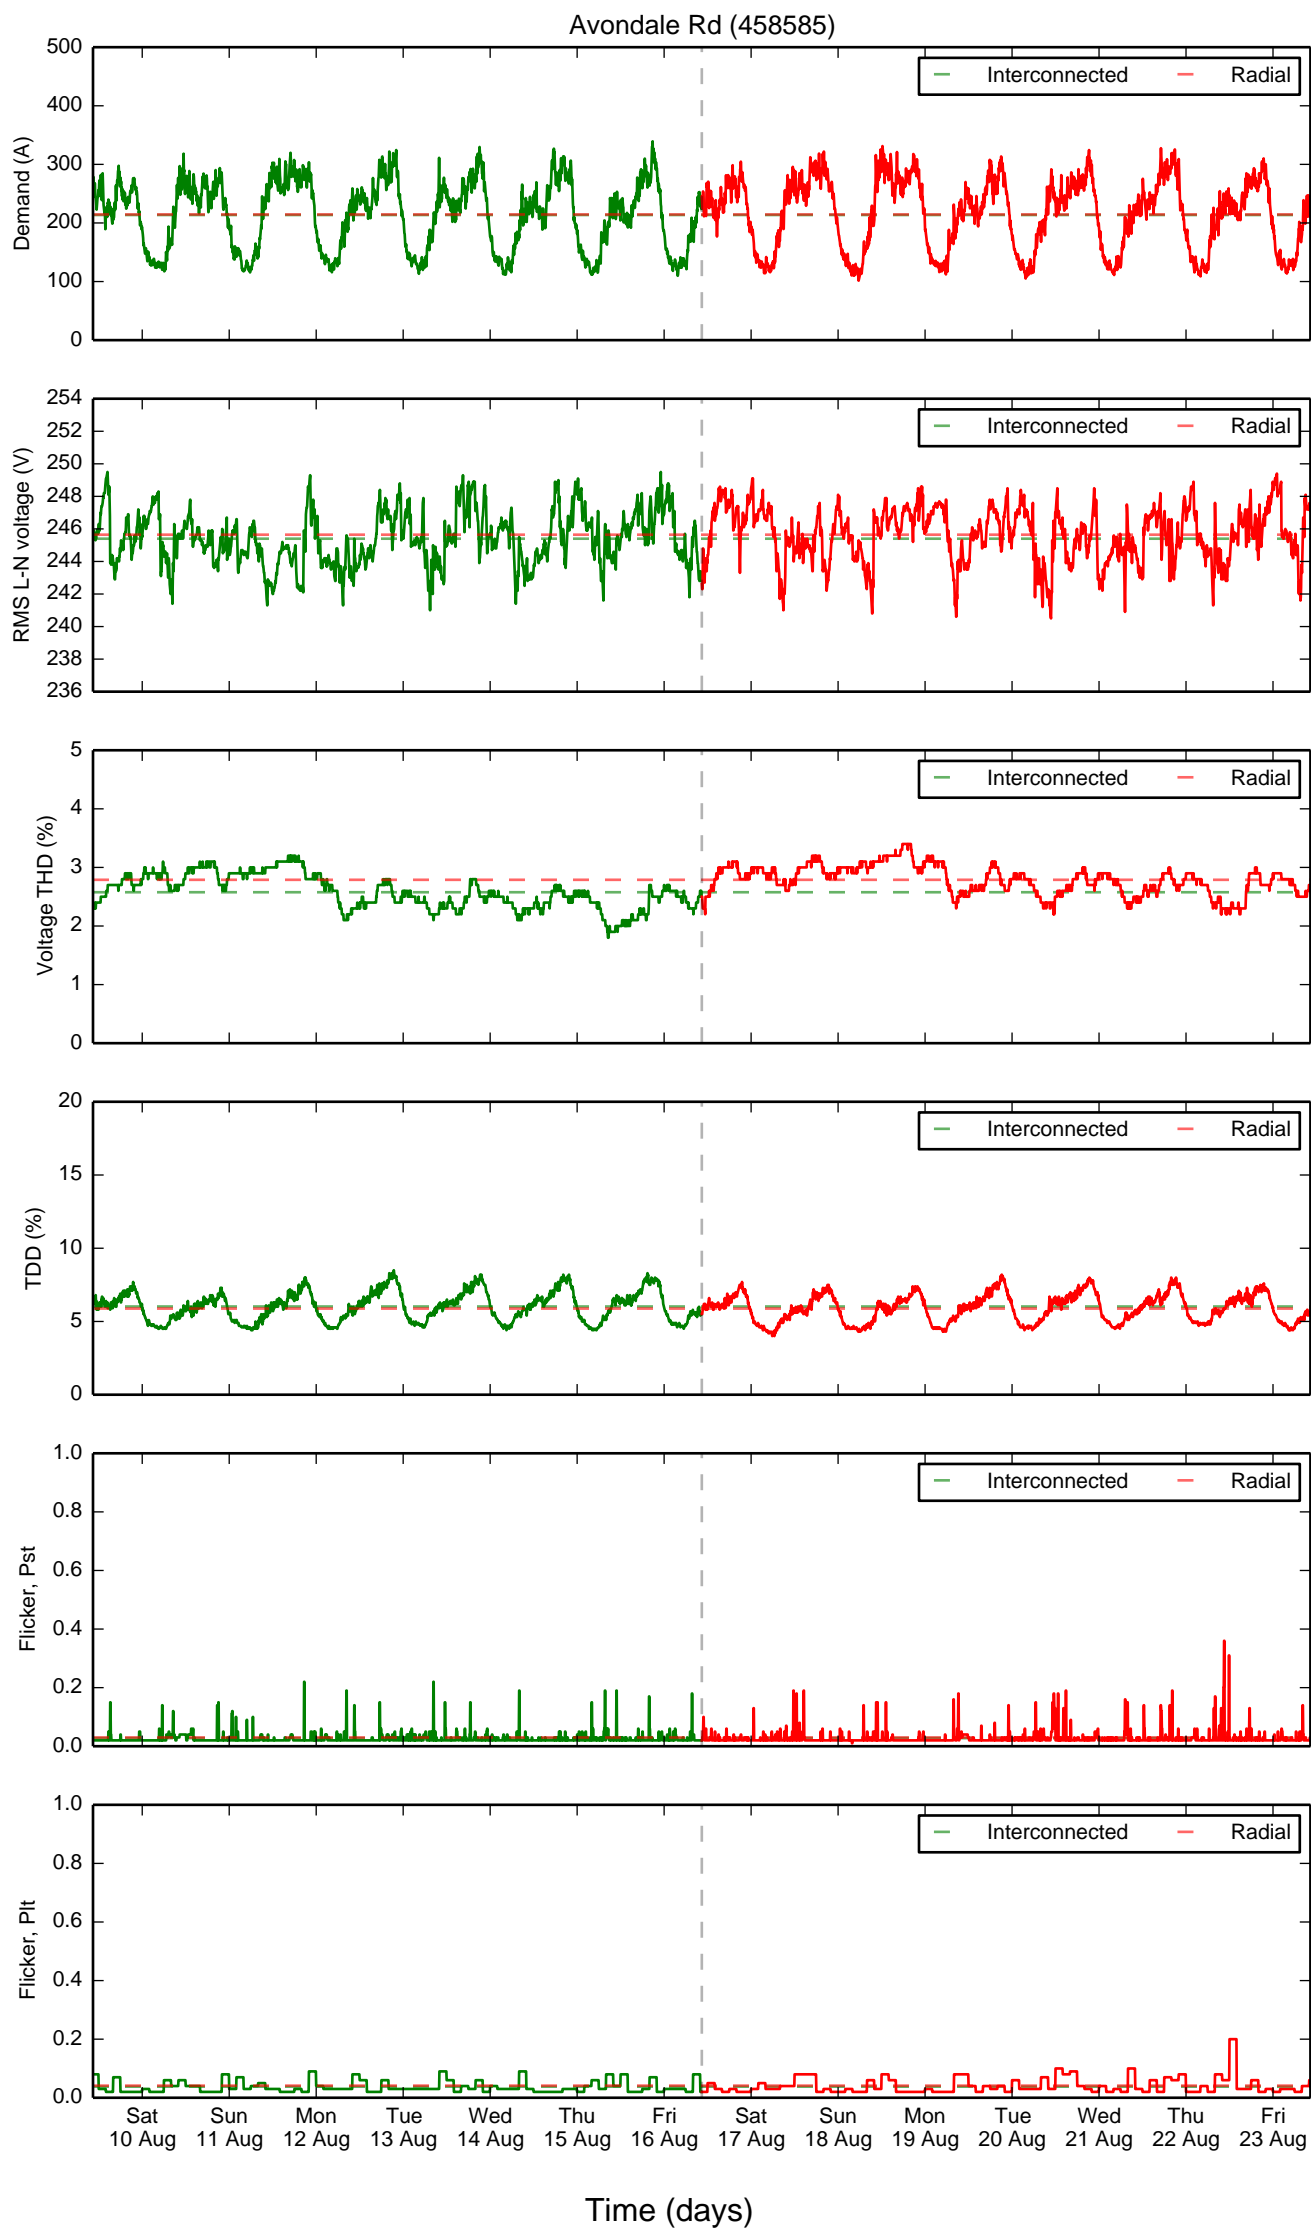 Avondale Rd (458585)
500
400
300
200
100
0
Demand (A)
Interconnected Radial
254
252
250
248
246
244
242
240
238
236
RMS L-N voltage (V)
Interconnected Radial
5
4
3
2
1
0
Voltage THD (%)
Interconnected Radial
20
15
10
5
0
TDD (%)
Interconnected Radial
1.0
0.8
0.6
0.4
0.2
0.0
Flicker, Pst
Interconnected Radial
1.0
0.8
0.6
0.4
0.2
0.0
Flicker, Plt
Interconnected Radial
Sat Sun Mon Tue Wed Thu Fri Sat Sun Mon Tue Wed Thu Fri
10 Aug 11 Aug 12 Aug 13 Aug 14 Aug 15 Aug 16 Aug 17 Aug 18 Aug 19 Aug 20 Aug 21 Aug 22 Aug 23 Aug
Time (days)